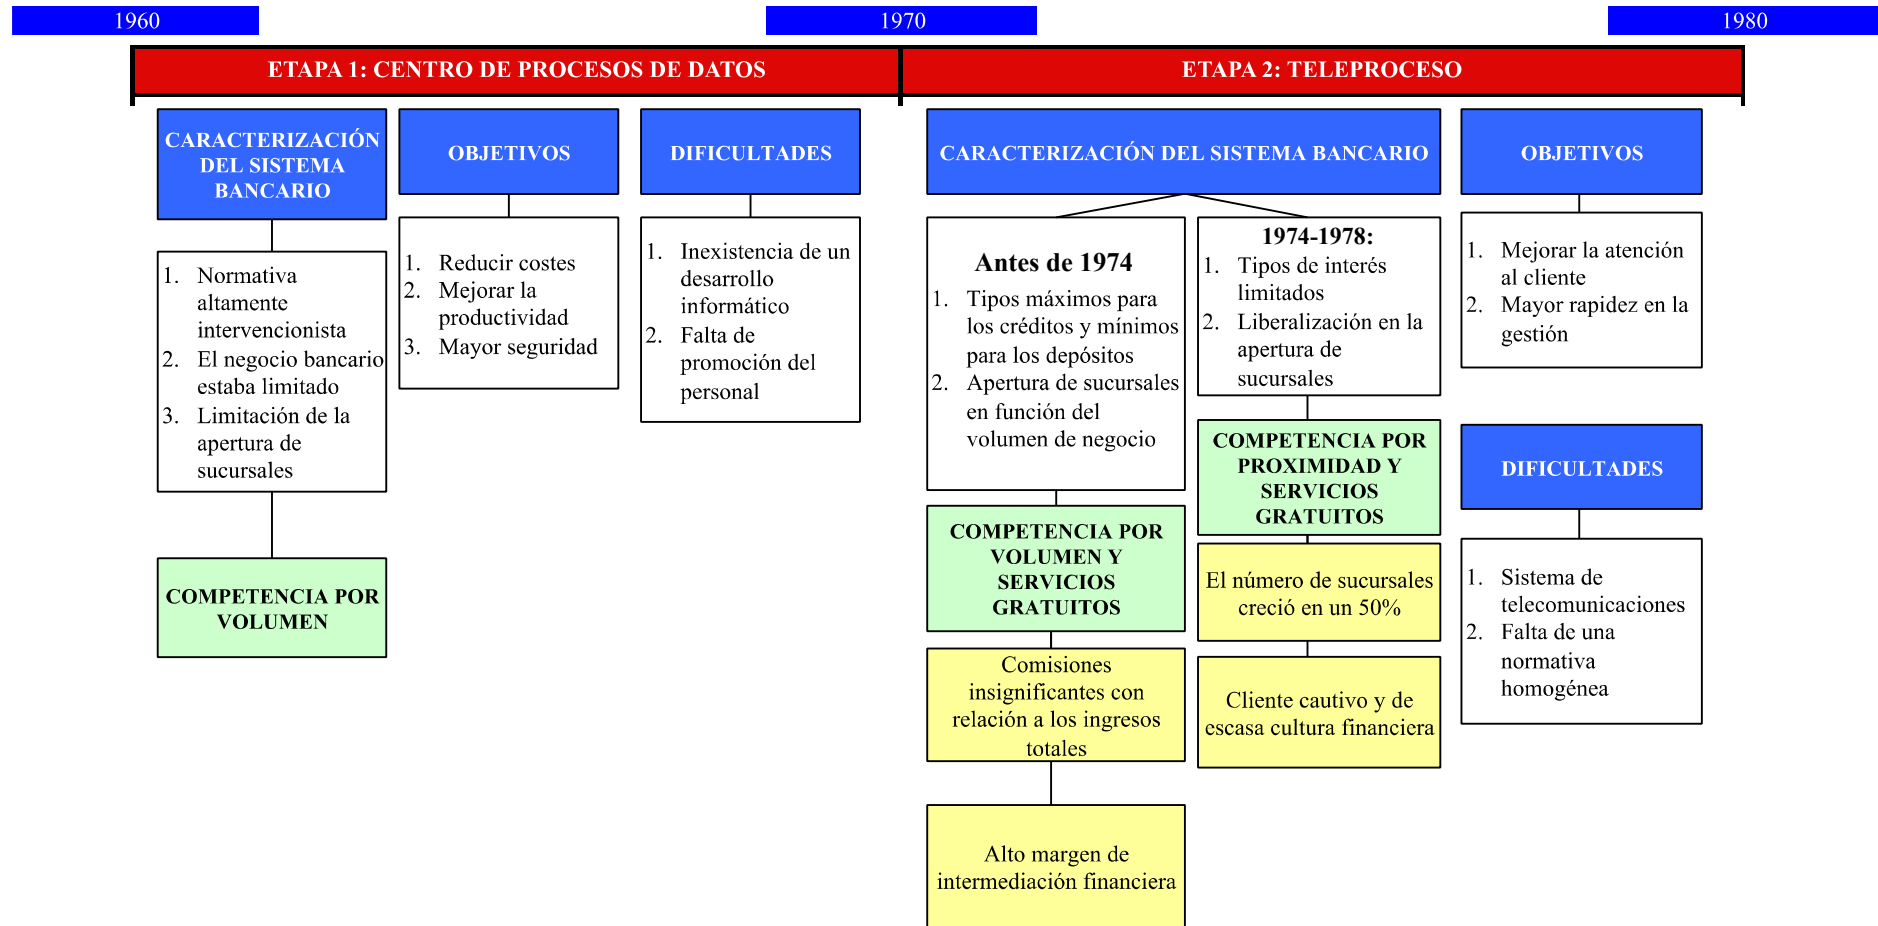 1960
1970
1980
ETAPA 1: CENTRO DE PROCESOS DE DATOS
ETAPA 2: TELEPROCESO
CARACTERIZACIÓN
DEL SISTEMA
BANCARIO
1. Normativa
altamente
intervencionista
2. El negocio bancario
estaba limitado
3. Limitación de la
apertura de
sucursales
COMPETENCIA POR
VOLUMEN
OBJETIVOS
1. Reducir costes
2. Mejorar la
productividad
3. Mayor seguridad
DIFICULTADES
1. Inexistencia de un
desarrollo
informático
2. Falta de
promoción del
personal
CARACTERIZACIÓN DEL SISTEMA BANCARIO
Antes de 1974
1. Tipos máximos para
los créditos y mínimos
para los depósitos
2. Apertura de sucursales
en función del
volumen de negocio
COMPETENCIA POR
VOLUMEN Y
SERVICIOS
GRATUITOS
Comisiones
insignificantes con
relación a los ingresos
totales
Alto margen de
intermediación financiera
1974-1978:
1. Tipos de interés
limitados
2. Liberalización en la
apertura de
sucursales
COMPETENCIA POR
PROXIMIDAD Y
SERVICIOS
GRATUITOS
El número de sucursales
creció en un 50%
Cliente cautivo y de
escasa cultura financiera
OBJETIVOS
1. Mejorar la atención
al cliente
2. Mayor rapidez en la
gestión
DIFICULTADES
1. Sistema de
telecomunicaciones
2. Falta de una
normativa
homogénea